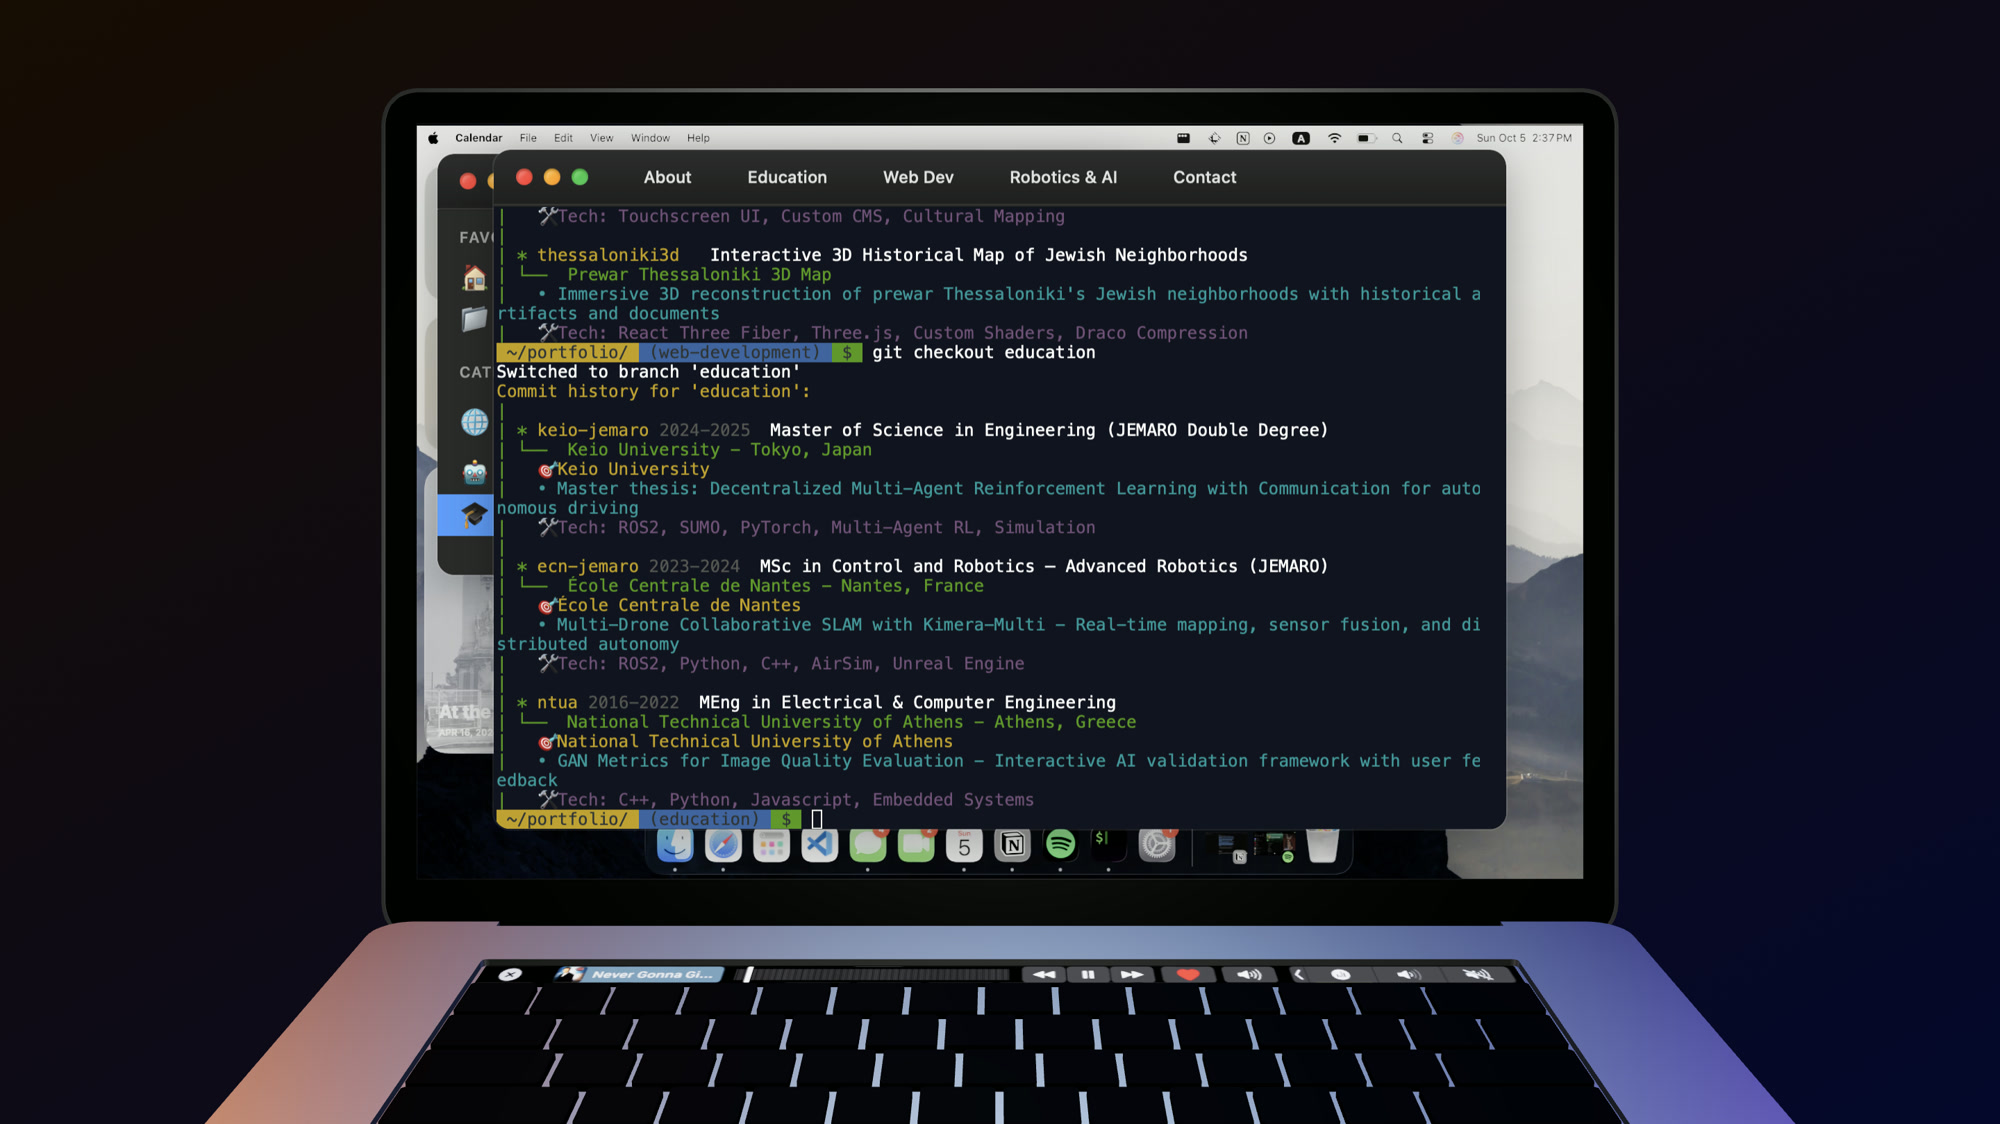 Calendar File Edit View Window Help
A
Sun Oct 5 2:37 PM
About Education Web Dev Robotics & AI Contact
FAV
CAT
Tech: Touchscreen UI, Custom CMS, Cultural Mapping
* thessaloniki3d Interactive 3D Historical Map of Jewish Neighborhoods
Prewar Thessaloniki 3D Map
• Immersive 3D reconstruction of prewar Thessaloniki's Jewish neighborhoods with historical a
rtifacts and documents
Tech: React Three Fiber, Three.js, Custom Shaders, Draco Compression
~/portfolio/ (web-development) $ git checkout education
Switched to branch 'education'
Commit history for 'education':
* keio-jemaro 2024-2025 Master of Science in Engineering (JEMARO Double Degree)
Keio University - Tokyo, Japan
Keio University
• Master thesis: Decentralized Multi-Agent Reinforcement Learning with Communication for auto
nomous driving
Tech: ROS2, SUMO, PyTorch, Multi-Agent RL, Simulation
* ecn-jemaro 2023-2024 MSc in Control and Robotics – Advanced Robotics (JEMARO)
École Centrale de Nantes - Nantes, France
École Centrale de Nantes
• Multi-Drone Collaborative SLAM with Kimera-Multi - Real-time mapping, sensor fusion, and di
stributed autonomy
Tech: ROS2, Python, C++, AirSim, Unreal Engine
* ntua 2016-2022 MEng in Electrical & Computer Engineering
National Technical University of Athens - Athens, Greece
National Technical University of Athens
• GAN Metrics for Image Quality Evaluation - Interactive AI validation framework with user fe
edback
Tech: C++, Python, Javascript, Embedded Systems
~/portfolio/ (education) $
At the
APR 16, 202
Sun
5
$
Never Gonna Gi...